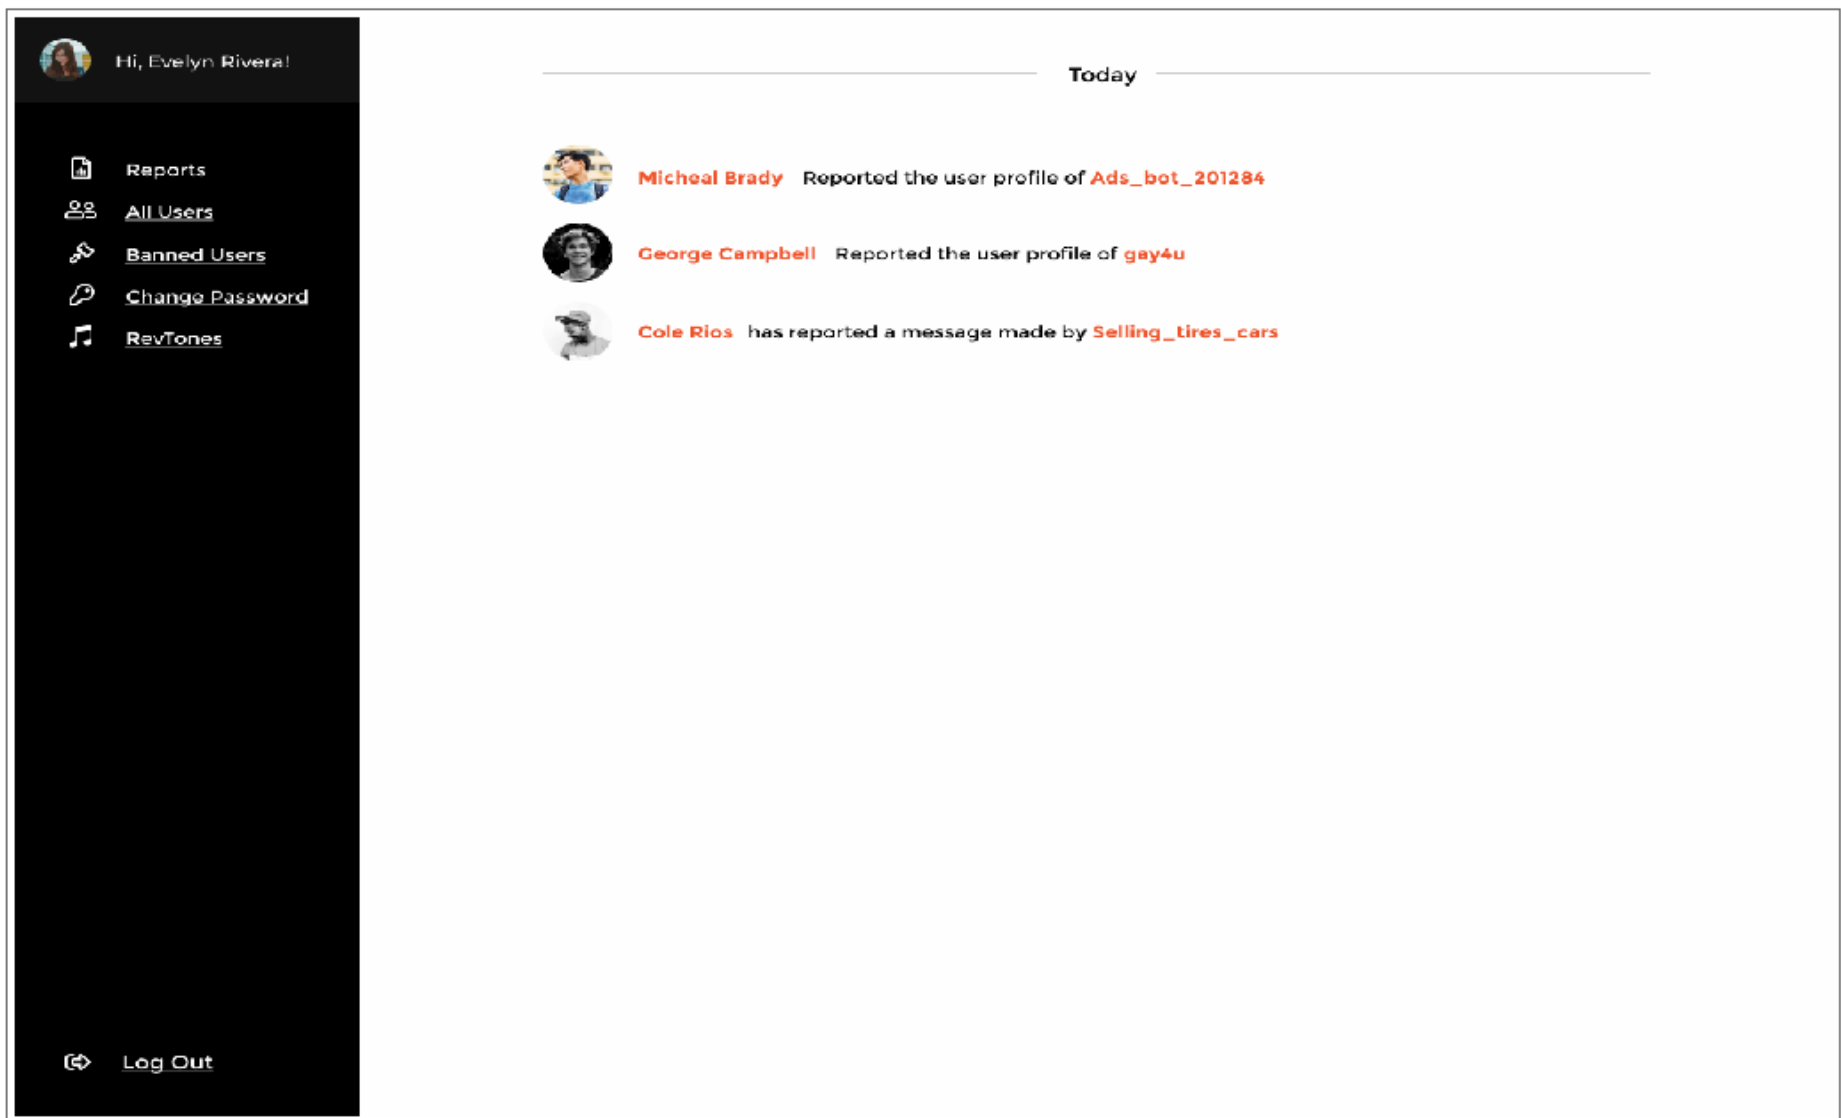 Hi, Evelyn Rivera!
Reports
All Users
Banned Users
Change Password
RevTones
Log Out
Today
Micheal Brady Reported the user profile of Ads_bot_201284
George Campbell Reported the user profile of gay4u
Cole Rios has reported a message made by Selling_tires_cars